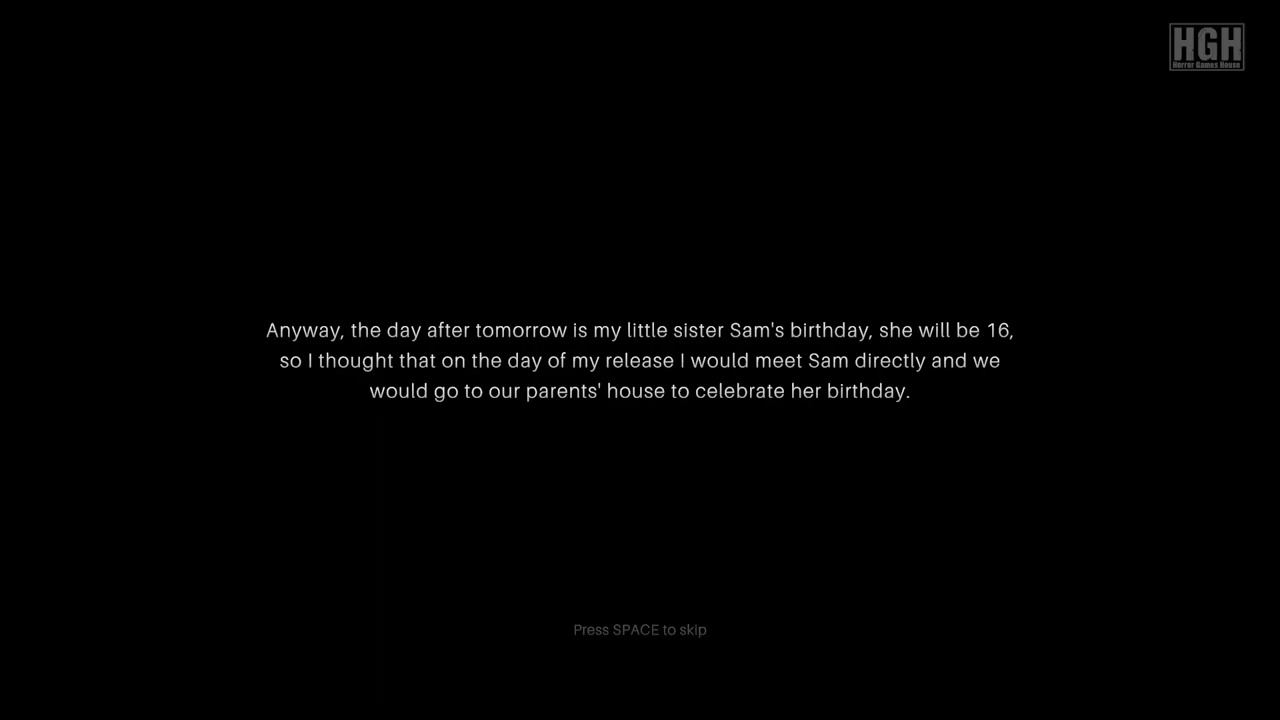 HGH
Horror Games House
Anyway, the day after tomorrow is my little sister Sam's birthday, she will be 16,
so I thought that on the day of my release I would meet Sam directly and we
would go to our parents' house to celebrate her birthday.
Press SPACE to skip